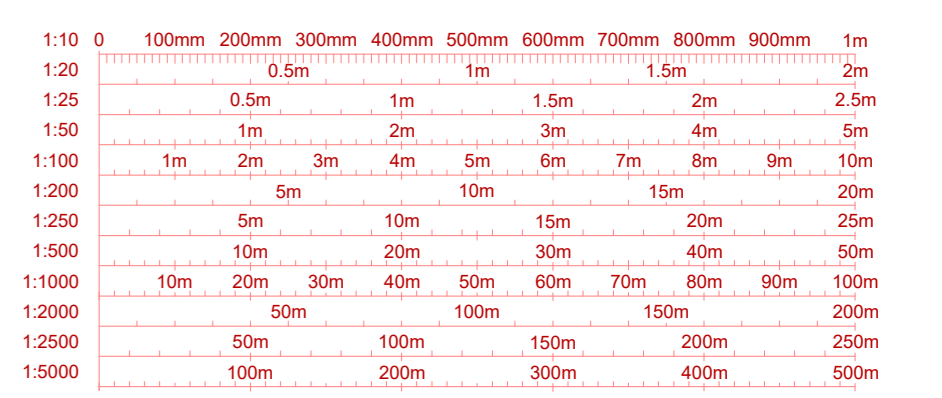 1:10 0 100mm 200mm 300mm 400mm 500mm 600mm 700mm 800mm 900mm 1m
1:20 0.5m 1m 1.5m 2m
1:25 0.5m 1m 1.5m 2m 2.5m
1:50 1m 2m 3m 4m 5m
1:100 1m 2m 3m 4m 5m 6m 7m 8m 9m 10m
1:200 5m 10m 15m 20m
1:250 5m 10m 15m 20m 25m
1:500 10m 20m 30m 40m 50m
1:1000 10m 20m 30m 40m 50m 60m 70m 80m 90m 100m
1:2000 50m 100m 150m 200m
1:2500 50m 100m 150m 200m 250m
1:5000 100m 200m 300m 400m 500m